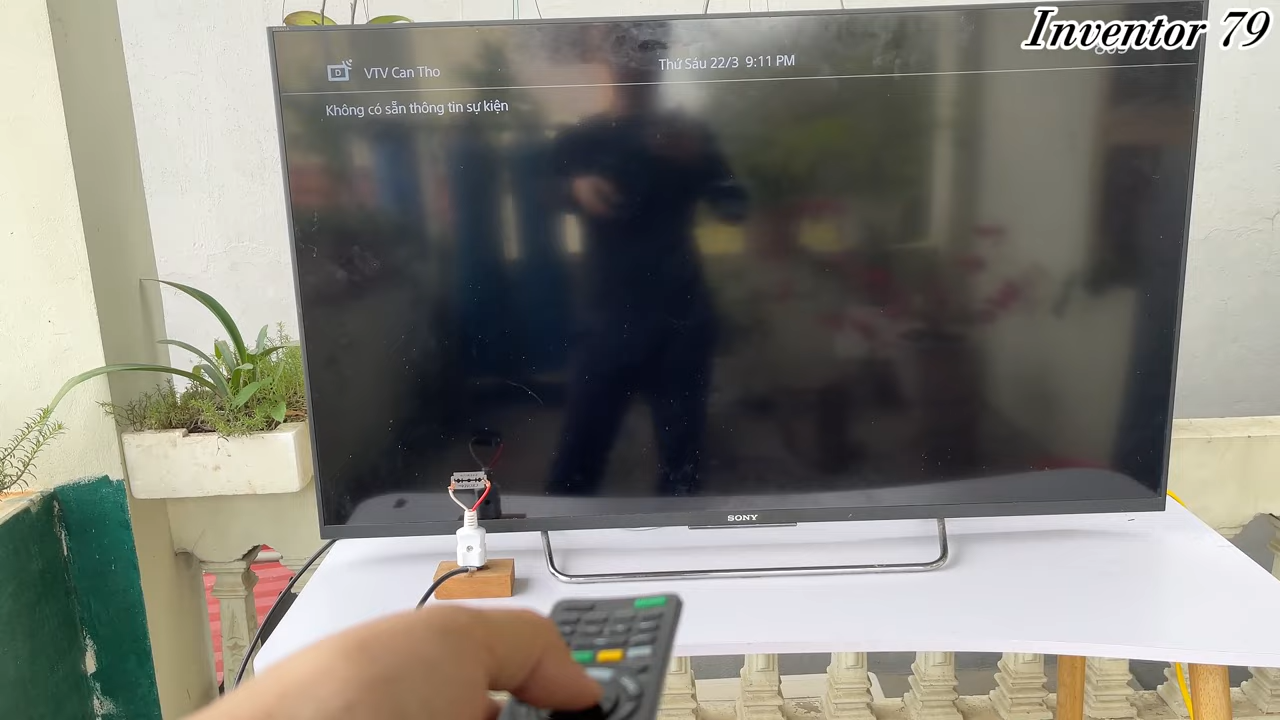 Inventor 79
VTV Can Tho
Thứ Sáu 22/3 9:11 PM
Không có sẵn thông tin sự kiện
SONY